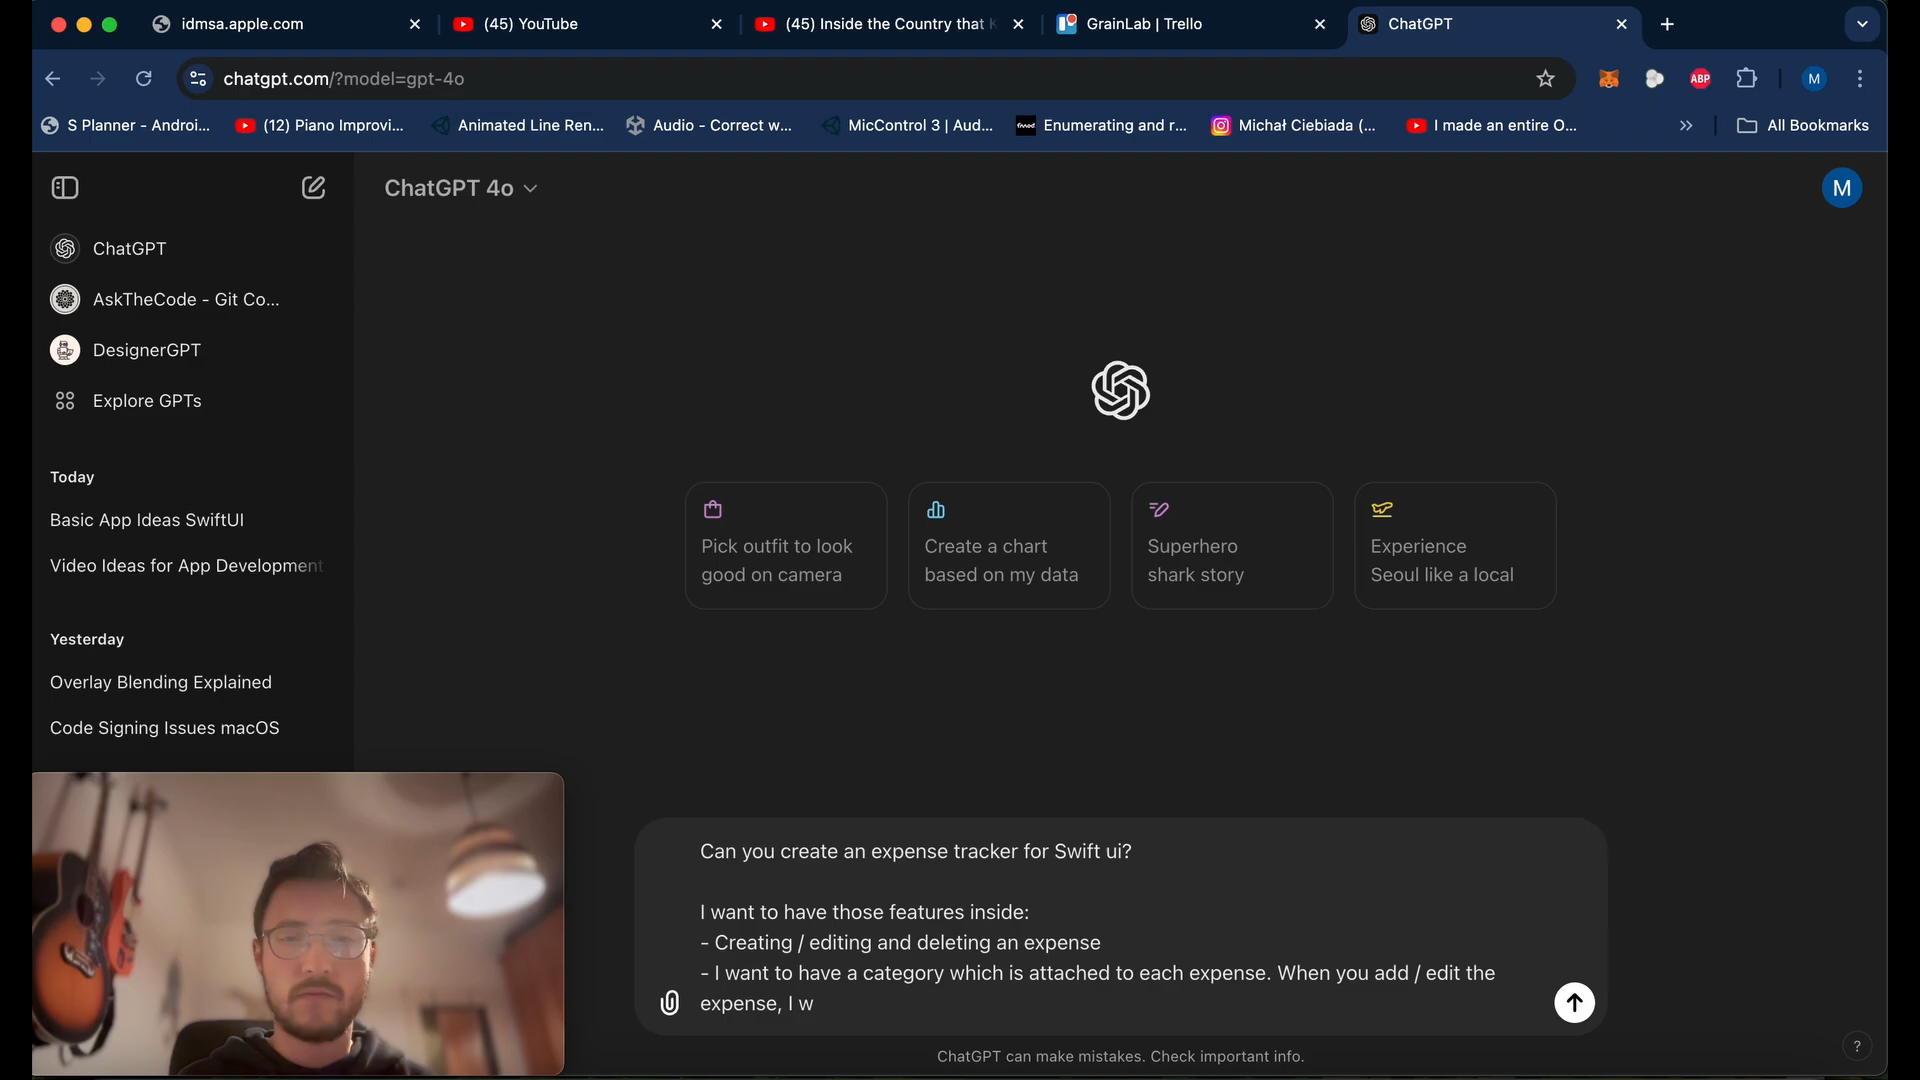 idmsa.apple.com
(45) YouTube
(45) Inside the Country that
GrainLab | Trello
ChatGPT
chatgpt.com/?model=gpt-4o
ABP
M
S Planner - Androi...
(12) Piano Improvi...
Animated Line Ren...
Audio - Correct w...
MicControl 3 | Aud...
Enumerating and r...
Michał Ciebiada (...
I made an entire O...
All Bookmarks
ChatGPT 4o
M
ChatGPT
AskTheCode - Git Co...
DesignerGPT
Explore GPTs
Today
Basic App Ideas SwiftUI
Video Ideas for App Development
Yesterday
Overlay Blending Explained
Code Signing Issues macOS
Pick outfit to look
good on camera
Create a chart
based on my data
Superhero
shark story
Experience
Seoul like a local
Can you create an expense tracker for Swift ui?
I want to have those features inside:
- Creating / editing and deleting an expense
- I want to have a category which is attached to each expense. When you add / edit the
expense, I w
ChatGPT can make mistakes. Check important info.
?